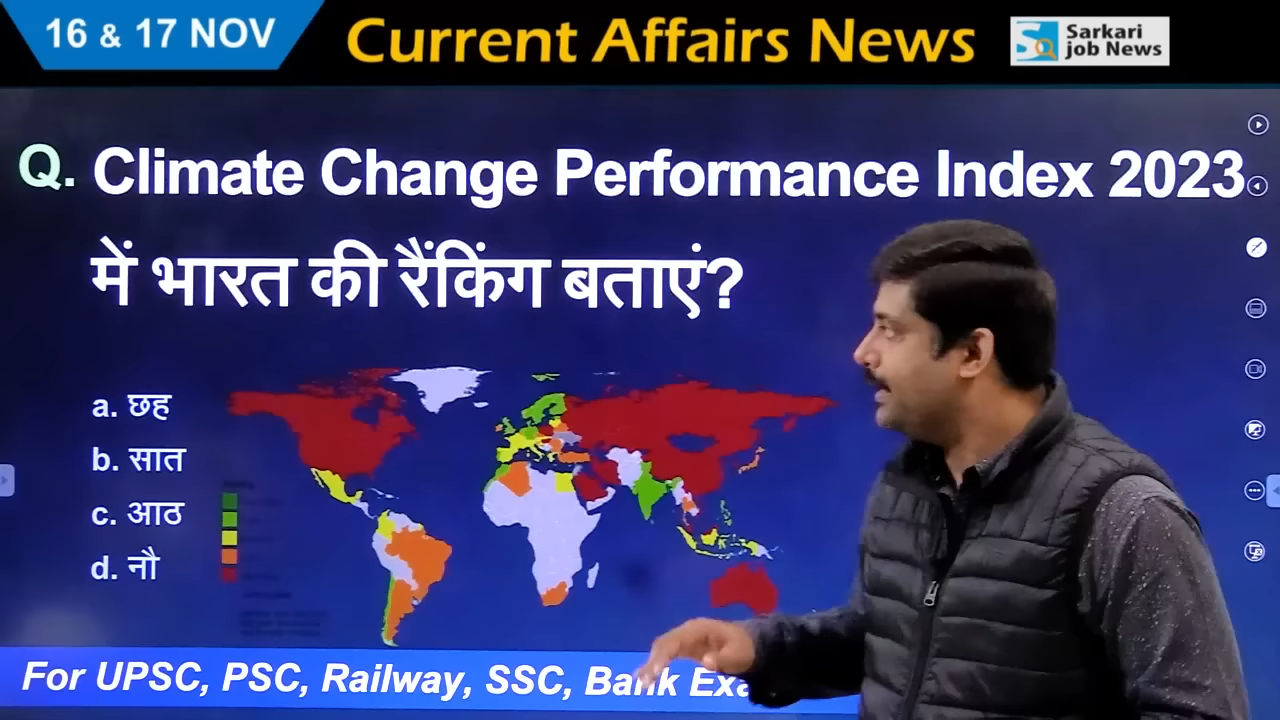 16 & 17 NOV
Current Affairs News
Sarkari
job News
Q. Climate Change Performance Index 2023
में भारत की रैंकिंग बताएं?
a. छह
b. सात
c. आठ
d. नौ
For UPSC, PSC, Railway, SSC, Bank Exa